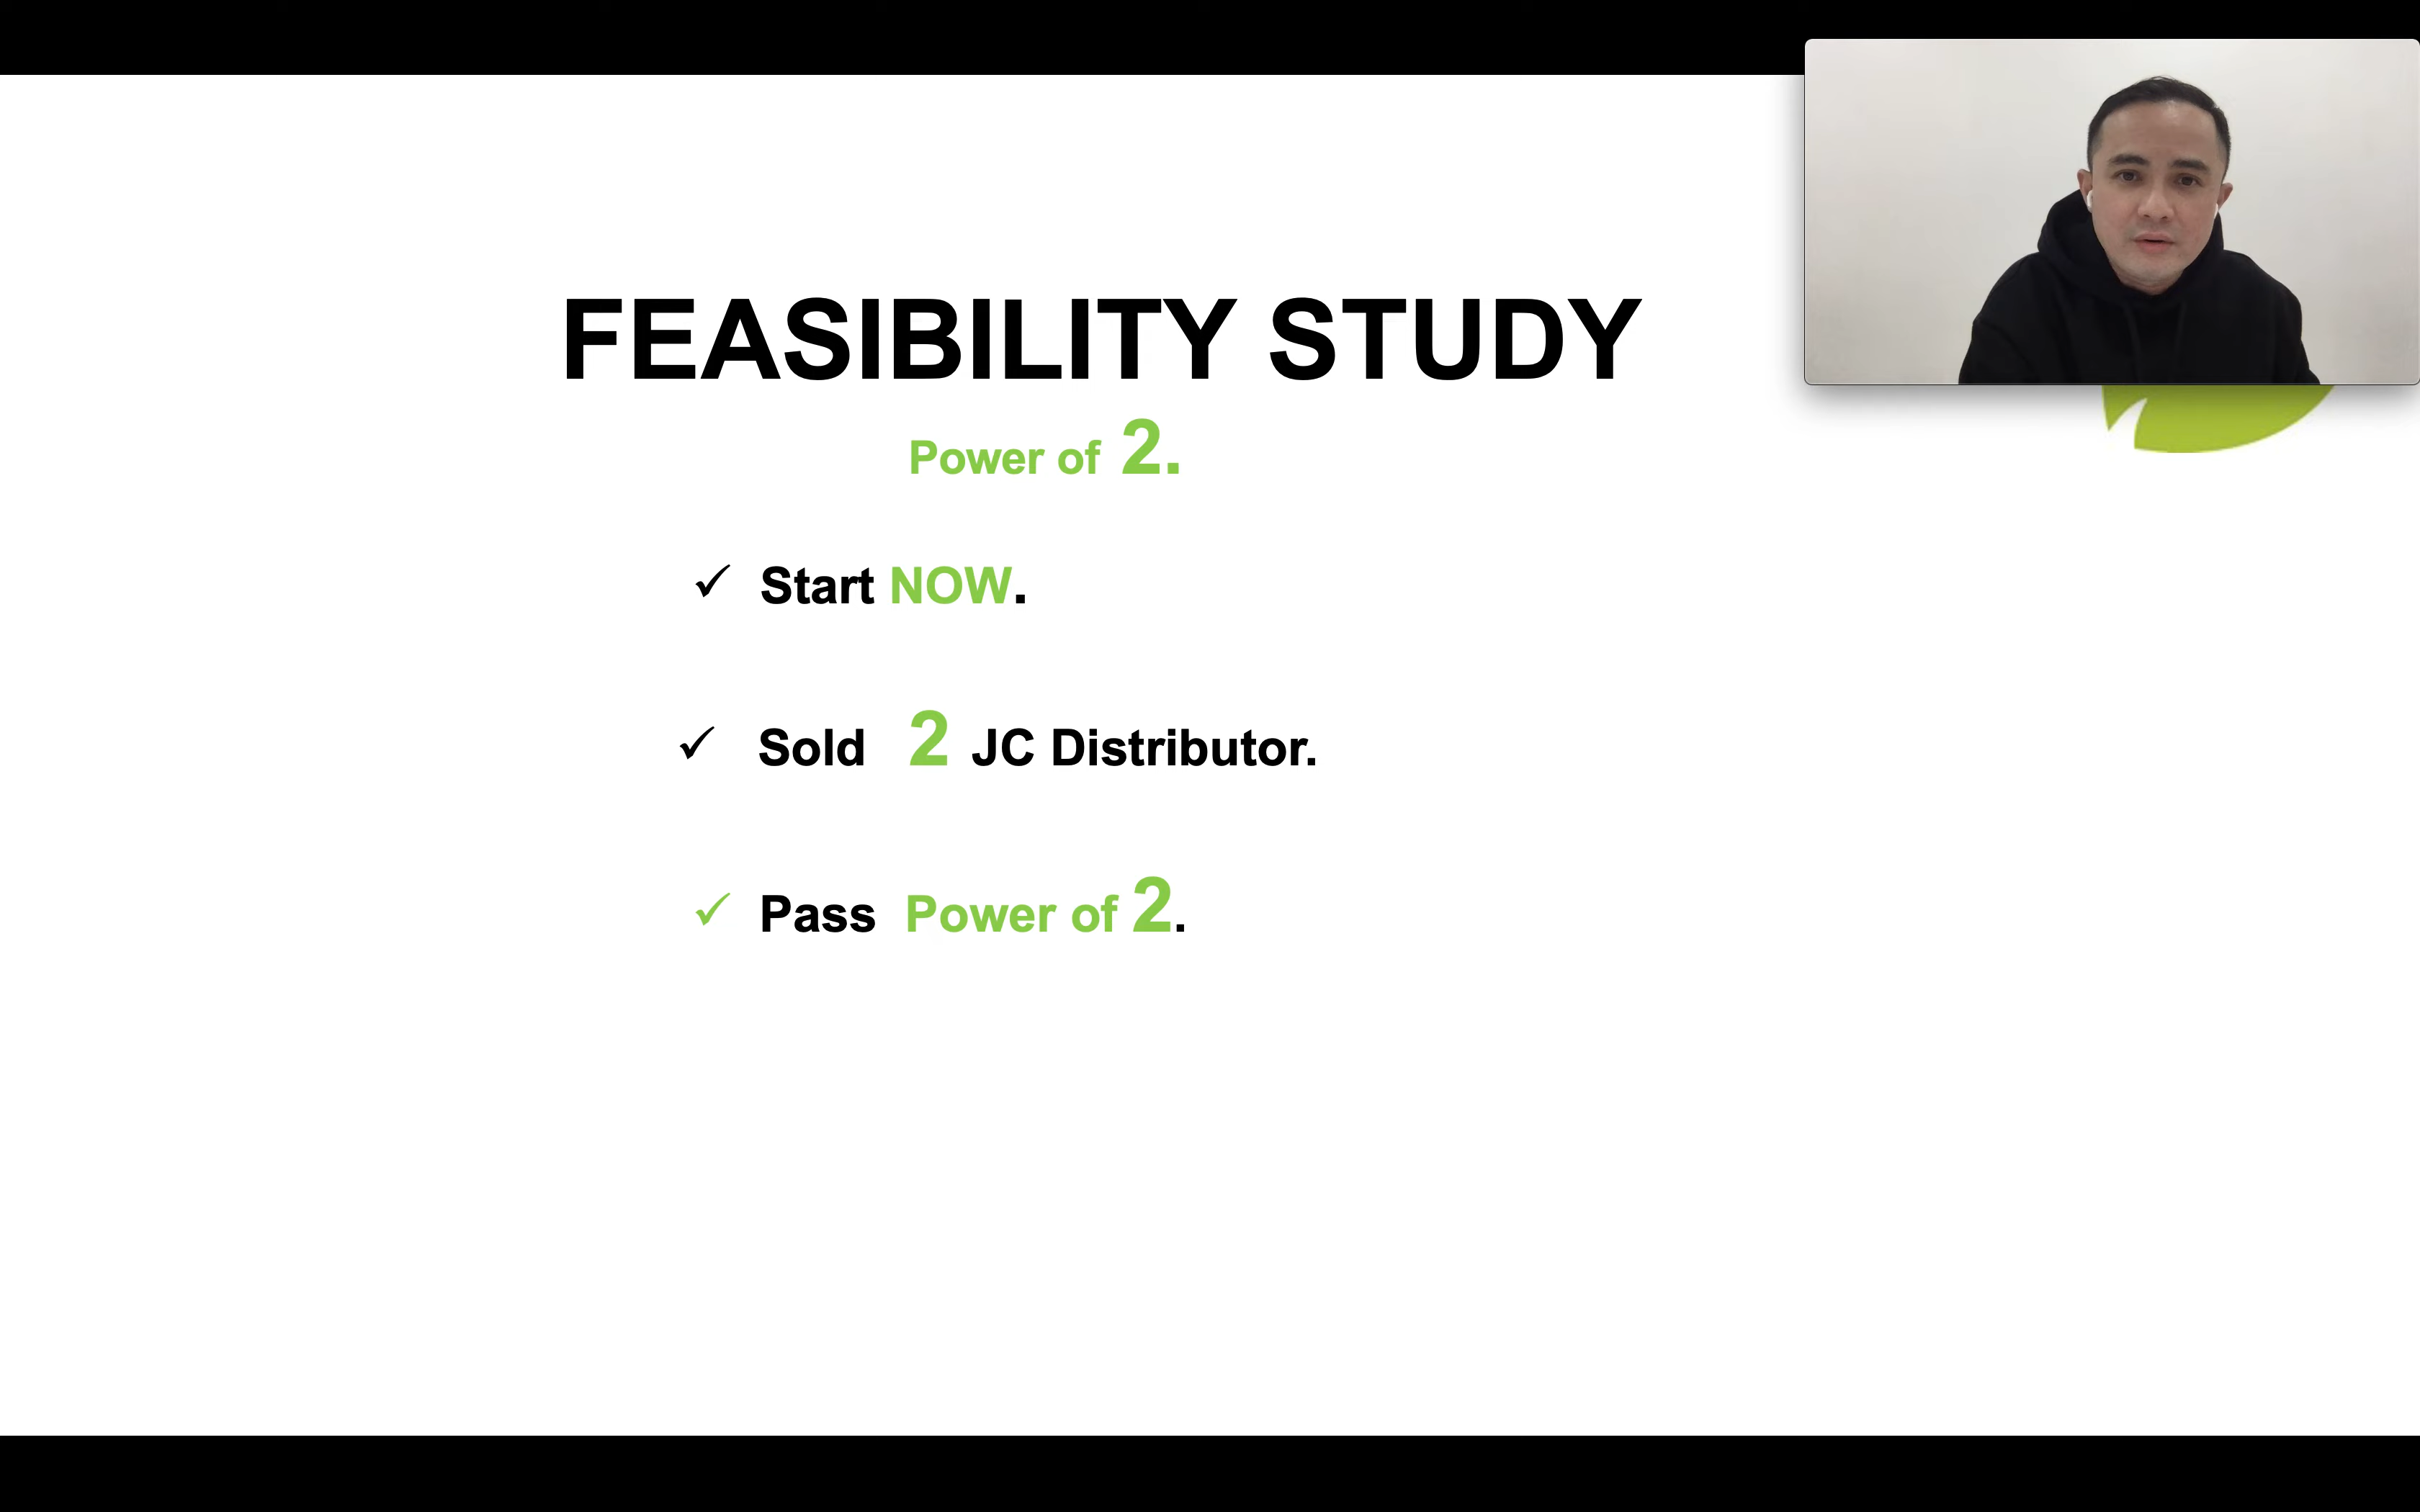 FEASIBILITY STUDY
Power of 2.
Start NOW.
Sold 2 JC Distributor.
Pass Power of 2.